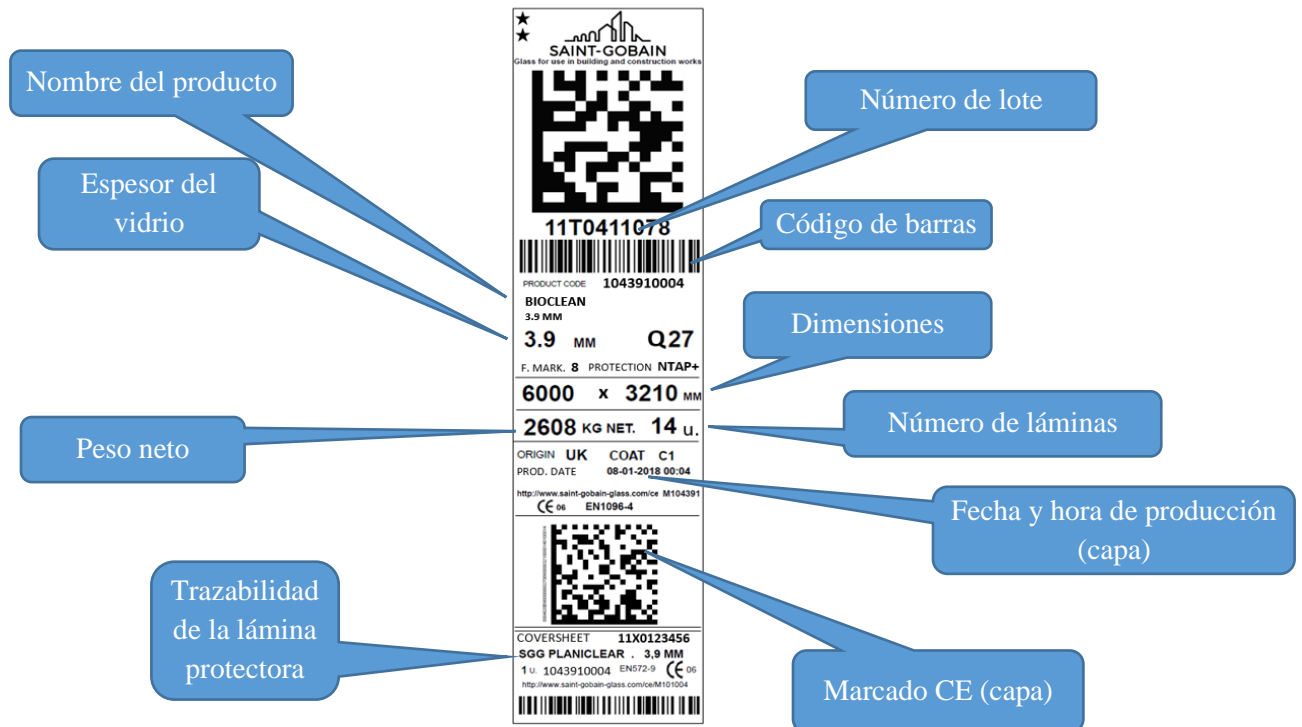 SAINT-GOBAIN
Glass for use in building and construction works
Nombre del producto
Número de lote
Espesor del
vidrio
11T0411078
Código de barras
PRODUCT CODE 1043910004
BIOCLEAN
3.9 MM
3.9 MM Q27
Dimensiones
F. MARK. 8 PROTECTION NTAP+
6000 x 3210 MM
Peso neto
2608 KG NET. 14 u.
Número de láminas
ORIGIN UK COAT C1
PROD. DATE 08-01-2018 00:04
http://www.saint-gobain-glass.com/ce M104391
CE 06 EN1096-4
Fecha y hora de producción
(capa)
Trazabilidad
de la lámina
protectora
COVERSHEET 11X0123456
SGG PLANICLEAR . 3,9 MM
1 u. 1043910004 EN572-9 CE 06
http://www.saint-gobain-glass.com/ce/M101004
Marcado CE (capa)